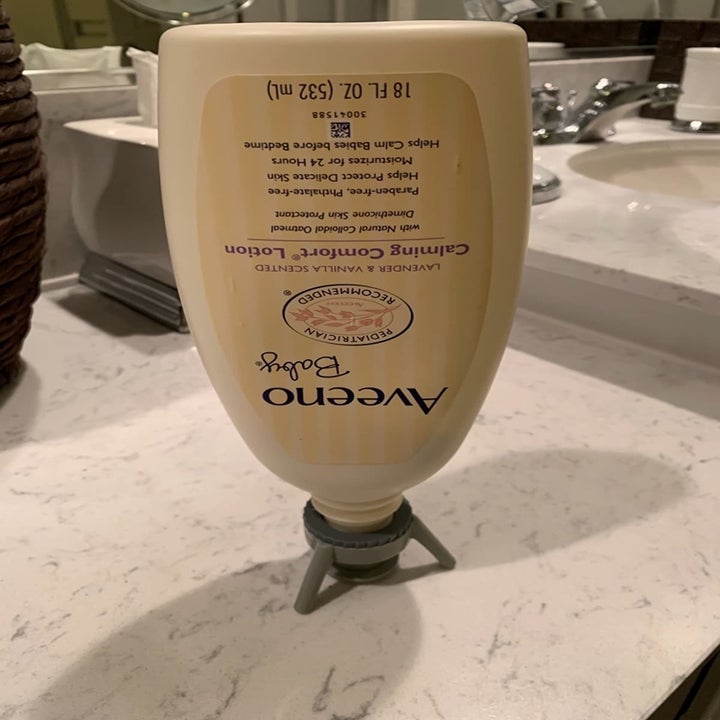 Aveeno®
Baby®
PEDIATRICIAN
RECOMMENDED®
AVEENO
LAVENDER & VANILLA SCENTED
Calming Comfort® Lotion
with Natural Colloidal Oatmeal
Dimethicone Skin Protectant
Paraben-free, Phthalate-free
Helps Protect Delicate Skin
Moisturizes for 24 Hours
Helps Calm Babies before Bedtime
30041588
18 FL. OZ. (532 mL)